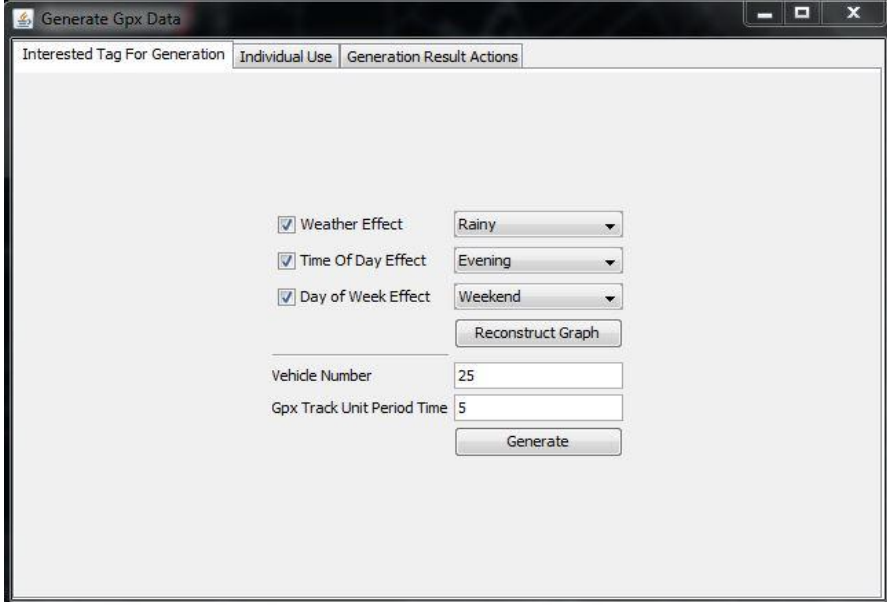 Generate Gpx Data
Interested Tag For Generation Individual Use Generation Result Actions
Weather Effect Rainy
Time Of Day Effect Evening
Day of Week Effect Weekend
Reconstruct Graph
Vehicle Number 25
Gpx Track Unit Period Time 5
Generate